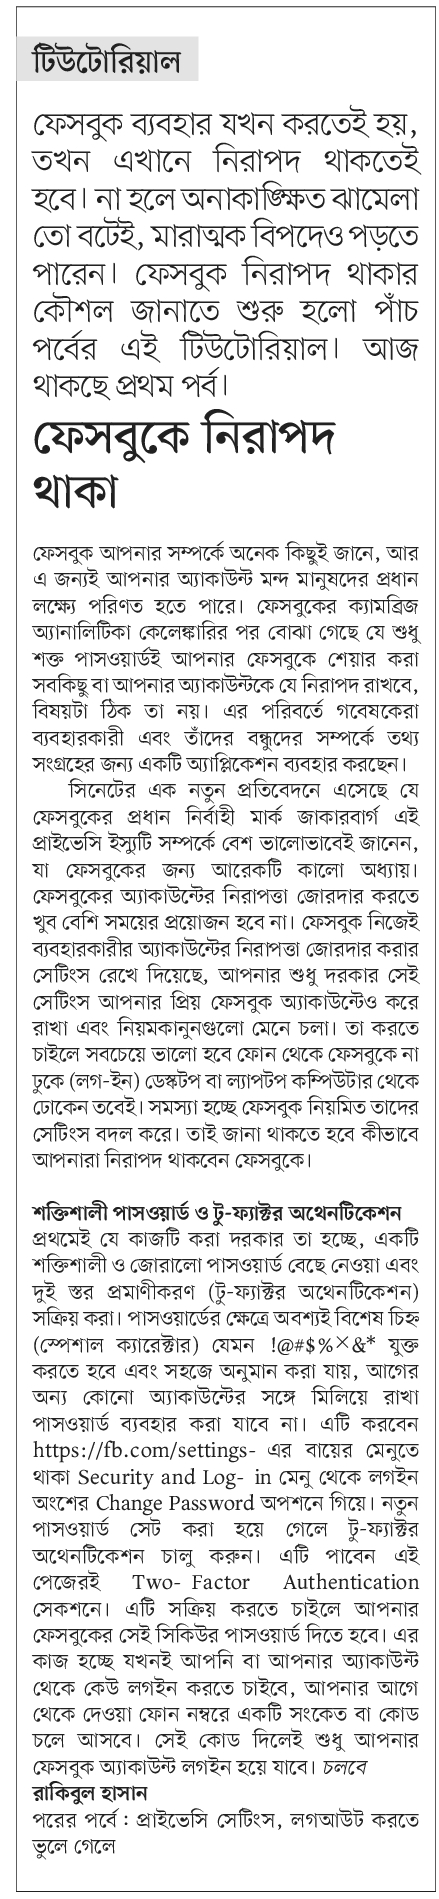 টিউটোরিয়াল
ফেসবুক ব্যবহার যখন করতেই হয়,
তখন এখানে নিরাপদ থাকতেই
হবে। না হলে অনাকাঙ্ক্ষিত ঝামেলা
তো বটেই, মারাত্মক বিপদেও পড়তে
পারেন। ফেসবুক নিরাপদ থাকার
কৌশল জানাতে শুরু হলো পাঁচ
পর্বের এই টিউটোরিয়াল। আজ
থাকছে প্রথম পর্ব।
ফেসবুকে নিরাপদ
থাকা
ফেসবুক আপনার সম্পর্কে অনেক কিছুই জানে, আর
এ জন্যই আপনার অ্যাকাউন্ট মন্দ মানুষদের প্রধান
লক্ষ্যে পরিণত হতে পারে। ফেসবুকের ক্যামব্রিজ
অ্যানালিটিকা কেলেঙ্কারির পর বোঝা গেছে যে শুধু
শক্ত পাসওয়ার্ডই আপনার ফেসবুকে শেয়ার করা
সবকিছু বা আপনার অ্যাকাউন্টকে যে নিরাপদ রাখবে,
বিষয়টা ঠিক তা নয়। এর পরিবর্তে গবেষকেরা
ব্যবহারকারী এবং তাঁদের বন্ধুদের সম্পর্কে তথ্য
সংগ্রহের জন্য একটি অ্যাপ্লিকেশন ব্যবহার করছেন।
সিনেটের এক নতুন প্রতিবেদনে এসেছে যে
ফেসবুকের প্রধান নির্বাহী মার্ক জাকারবার্গ এই
প্রাইভেসি ইস্যুটি সম্পর্কে বেশ ভালোভাবেই জানেন,
যা ফেসবুকের জন্য আরেকটি কালো অধ্যায়।
ফেসবুকের অ্যাকাউন্টের নিরাপত্তা জোরদার করতে
খুব বেশি সময়ের প্রয়োজন হবে না। ফেসবুক নিজেই
ব্যবহারকারীর অ্যাকাউন্টের নিরাপত্তা জোরদার করার
সেটিংস রেখে দিয়েছে, আপনার শুধু দরকার সেই
সেটিংস আপনার প্রিয় ফেসবুক অ্যাকাউন্টেও করে
রাখা এবং নিয়মকানুনগুলো মেনে চলা। তা করতে
চাইলে সবচেয়ে ভালো হবে ফোন থেকে ফেসবুকে না
ঢুকে (লগ-ইন) ডেস্কটপ বা ল্যাপটপ কম্পিউটার থেকে
ঢোকেন তবেই। সমস্যা হচ্ছে ফেসবুক নিয়মিত তাদের
সেটিংস বদল করে। তাই জানা থাকতে হবে কীভাবে
আপনারা নিরাপদ থাকবেন ফেসবুকে।
শক্তিশালী পাসওয়ার্ড ও টু-ফ্যাক্টর অথেনটিকেশন
প্রথমেই যে কাজটি করা দরকার তা হচ্ছে, একটি
শক্তিশালী ও জোরালো পাসওয়ার্ড বেছে নেওয়া এবং
দুই স্তর প্রমাণীকরণ (টু-ফ্যাক্টর অথেনটিকেশন)
সক্রিয় করা। পাসওয়ার্ডের ক্ষেত্রে অবশ্যই বিশেষ চিহ্ন
(স্পেশাল ক্যারেক্টার) যেমন !@#$%×&* যুক্ত
করতে হবে এবং সহজে অনুমান করা যায়, আগের
অন্য কোনো অ্যাকাউন্টের সঙ্গে মিলিয়ে রাখা
পাসওয়ার্ড ব্যবহার করা যাবে না। এটি করবেন
https://fb.com/settings- এর বায়ের মেনুতে
থাকা Security and Log- in মেনু থেকে লগইন
অংশের Change Password অপশনে গিয়ে। নতুন
পাসওয়ার্ড সেট করা হয়ে গেলে টু-ফ্যাক্টর
অথেনটিকেশন চালু করুন। এটি পাবেন এই
পেজেরই Two- Factor Authentication
সেকশনে। এটি সক্রিয় করতে চাইলে আপনার
ফেসবুকের সেই সিকিউর পাসওয়ার্ড দিতে হবে। এর
কাজ হচ্ছে যখনই আপনি বা আপনার অ্যাকাউন্ট
থেকে কেউ লগইন করতে চাইবে, আপনার আগে
থেকে দেওয়া ফোন নম্বরে একটি সংকেত বা কোড
চলে আসবে। সেই কোড দিলেই শুধু আপনার
ফেসবুক অ্যাকাউন্ট লগইন হয়ে যাবে। চলবে
রাকিবুল হাসান
পরের পর্বে : প্রাইভেসি সেটিংস, লগআউট করতে
ভুলে গেলে